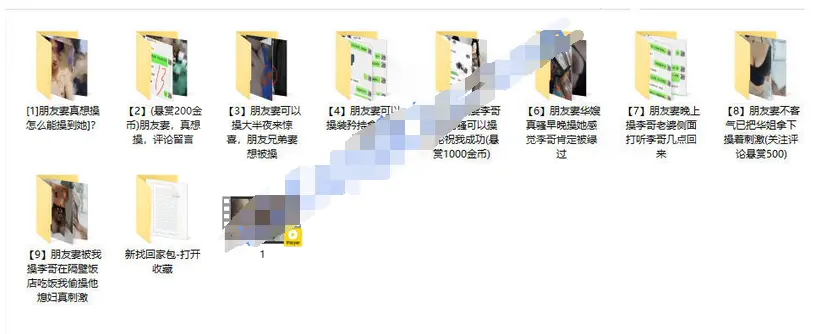 [1]朋友妻真想操
怎么能操到她]?
【2】(悬赏200金
币)朋友妻，真想
操，评论留言
【3】朋友妻可以
操大半夜来惊
喜，朋友兄弟妻
想被操
【4】朋友妻可以
操装矜持
妻李哥
骚可以操
祝我成功(悬
赏1000金币)
【6】朋友妻华嫂
真骚早晚操她感
觉李哥肯定被绿
过
【7】朋友妻晚上
操李哥老婆侧面
打听李哥几点回
来
【8】朋友妻不客
气已把华姐拿下
操着刺激(关注评
论悬赏500)
【9】朋友妻被我
操李哥在隔壁饭
店吃饭我偷操他
媳妇真刺激
新找回家包-打开
收藏
1